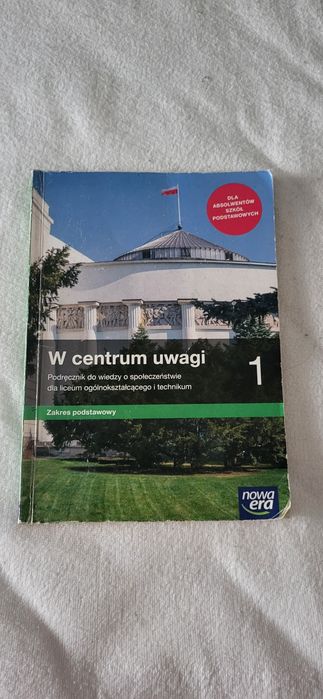 DLA
ABSOLWENTÓW
SZKÓŁ
PODSTAWOWYCH
W centrum uwagi
1
Podręcznik do wiedzy o społeczeństwie
dla liceum ogólnokształcącego i technikum
Zakres podstawowy
nowa
era